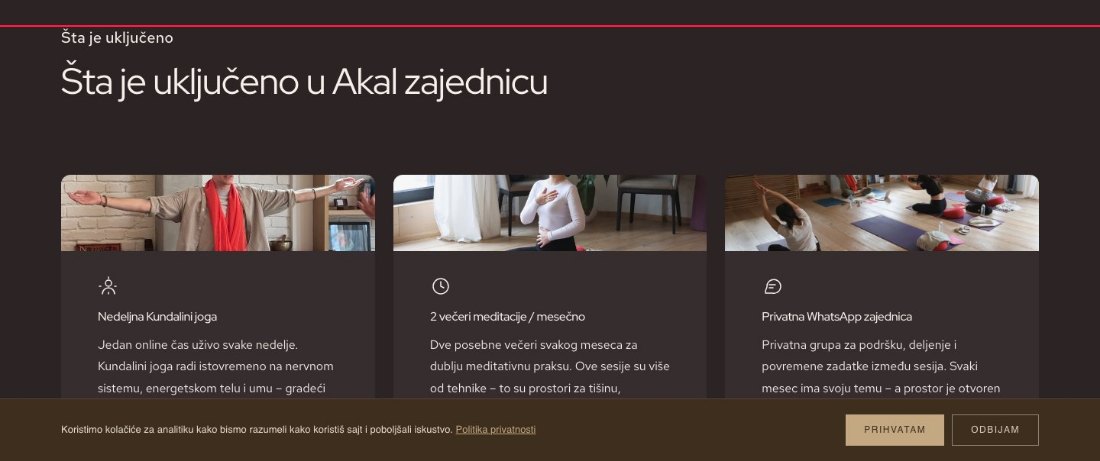 Šta je uključeno
Šta je uključeno u Akal zajednicu
Nedeljna Kundalini joga
Jedan online čas uživo svake nedelje.
Kundalini joga radi istovremeno na nervnom
sistemu, energetskom telu i umu – gradeći
2 večeri meditacije / mesečno
Dve posebne večeri svakog meseca za
dublju meditativnu praksu. Ove sesije su više
od tehnike – to su prostori za tišinu,
Privatna WhatsApp zajednica
Privatna grupa za podršku, deljenje i
povremene zadatke između sesija. Svaki
mesec ima svoju temu – a prostor je otvoren
Koristimo kolačiće za analitiku kako bismo razumeli kako koristiš sajt i poboljšali iskustvo. Politika privatnosti
PRIHVATAM
ODBIJAM